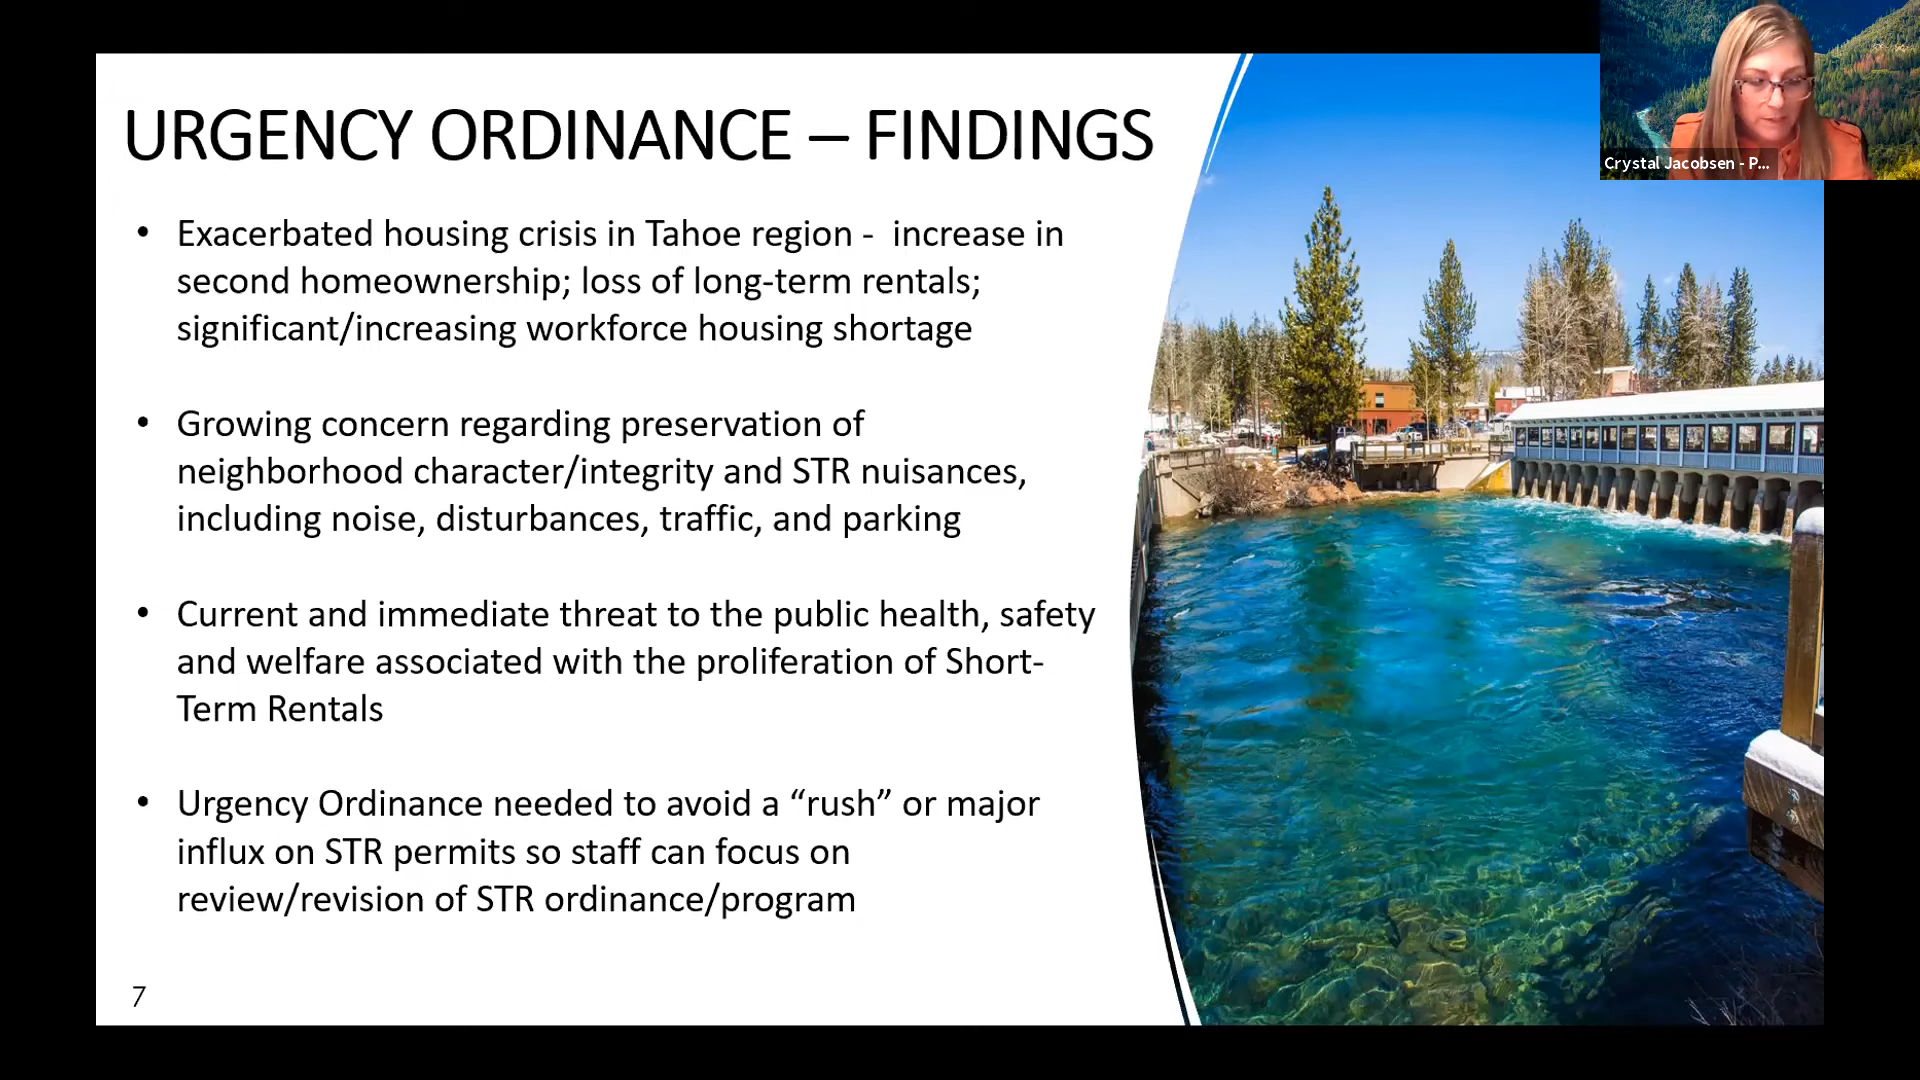 URGENCY ORDINANCE – FINDINGS
Crystal Jacobsen - P...
• Exacerbated housing crisis in Tahoe region -  increase in
second homeownership; loss of long-term rentals;
significant/increasing workforce housing shortage
• Growing concern regarding preservation of
neighborhood character/integrity and STR nuisances,
including noise, disturbances, traffic, and parking
• Current and immediate threat to the public health, safety
and welfare associated with the proliferation of Short-
Term Rentals
• Urgency Ordinance needed to avoid a “rush” or major
influx on STR permits so staff can focus on
review/revision of STR ordinance/program
7